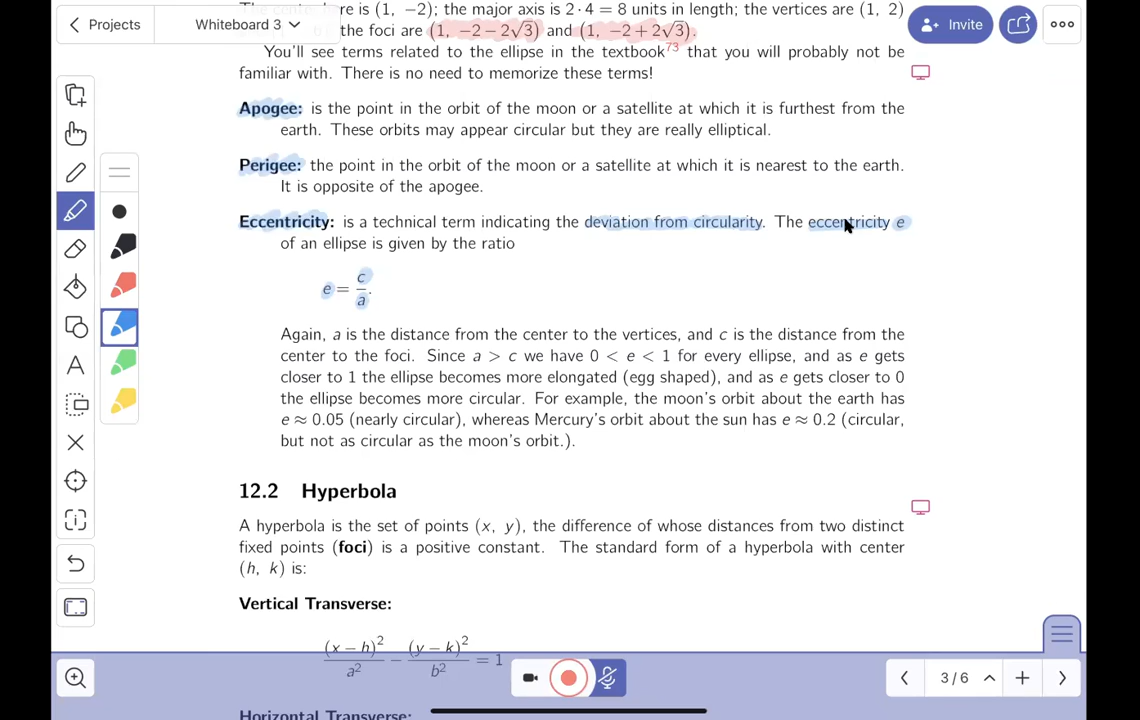 The cente here is (1, −2); the major axis is 2 · 4 = 8 units in length; the vertices are (1, 2)
the foci are (1, −2 − 2√3) and (1, −2 + 2√3).
Projects
Whiteboard 3
Invite
You'll see terms related to the ellipse in the textbook⁷³ that you will probably not be
familiar with. There is no need to memorize these terms!
Apogee: is the point in the orbit of the moon or a satellite at which it is furthest from the
earth. These orbits may appear circular but they are really elliptical.
Perigee: the point in the orbit of the moon or a satellite at which it is nearest to the earth.
It is opposite of the apogee.
Eccentricity: is a technical term indicating the deviation from circularity. The eccentricity e
of an ellipse is given by the ratio
e = c/a.
Again, a is the distance from the center to the vertices, and c is the distance from the
center to the foci. Since a > c we have 0 < e < 1 for every ellipse, and as e gets
closer to 1 the ellipse becomes more elongated (egg shaped), and as e gets closer to 0
the ellipse becomes more circular. For example, the moon's orbit about the earth has
e ≈ 0.05 (nearly circular), whereas Mercury's orbit about the sun has e ≈ 0.2 (circular,
but not as circular as the moon's orbit.).
12.2 Hyperbola
A hyperbola is the set of points (x, y), the difference of whose distances from two distinct
fixed points (foci) is a positive constant. The standard form of a hyperbola with center
(h, k) is:
Vertical Transverse:
(x − h)²/a² − (y − k)²/b² = 1
Horizontal Transverse:
A
3 / 6